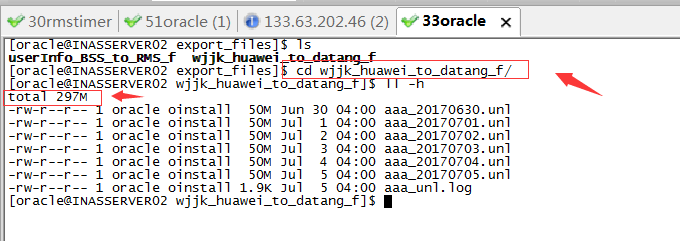 30rmstimer 51oracle (1) 133.63.202.46 (2) 33oracle
[oracle@INASSERVER02 export_files]$ ls
userInfo_BSS_to_RMS_f  wjjk_huawei_to_datang_f
[oracle@INASSERVER02 export_files]$ cd wjjk_huawei_to_datang_f/
[oracle@INASSERVER02 wjjk_huawei_to_datang_f]$ ll -h
total 297M
-rw-r--r-- 1 oracle oinstall  50M Jun 30 04:00 aaa_20170630.unl
-rw-r--r-- 1 oracle oinstall  50M Jul  1 04:00 aaa_20170701.unl
-rw-r--r-- 1 oracle oinstall  50M Jul  2 04:00 aaa_20170702.unl
-rw-r--r-- 1 oracle oinstall  50M Jul  3 04:00 aaa_20170703.unl
-rw-r--r-- 1 oracle oinstall  50M Jul  4 04:00 aaa_20170704.unl
-rw-r--r-- 1 oracle oinstall  50M Jul  5 04:00 aaa_20170705.unl
-rw-r--r-- 1 oracle oinstall 1.9K Jul  5 04:00 aaa_unl.log
[oracle@INASSERVER02 wjjk_huawei_to_datang_f]$